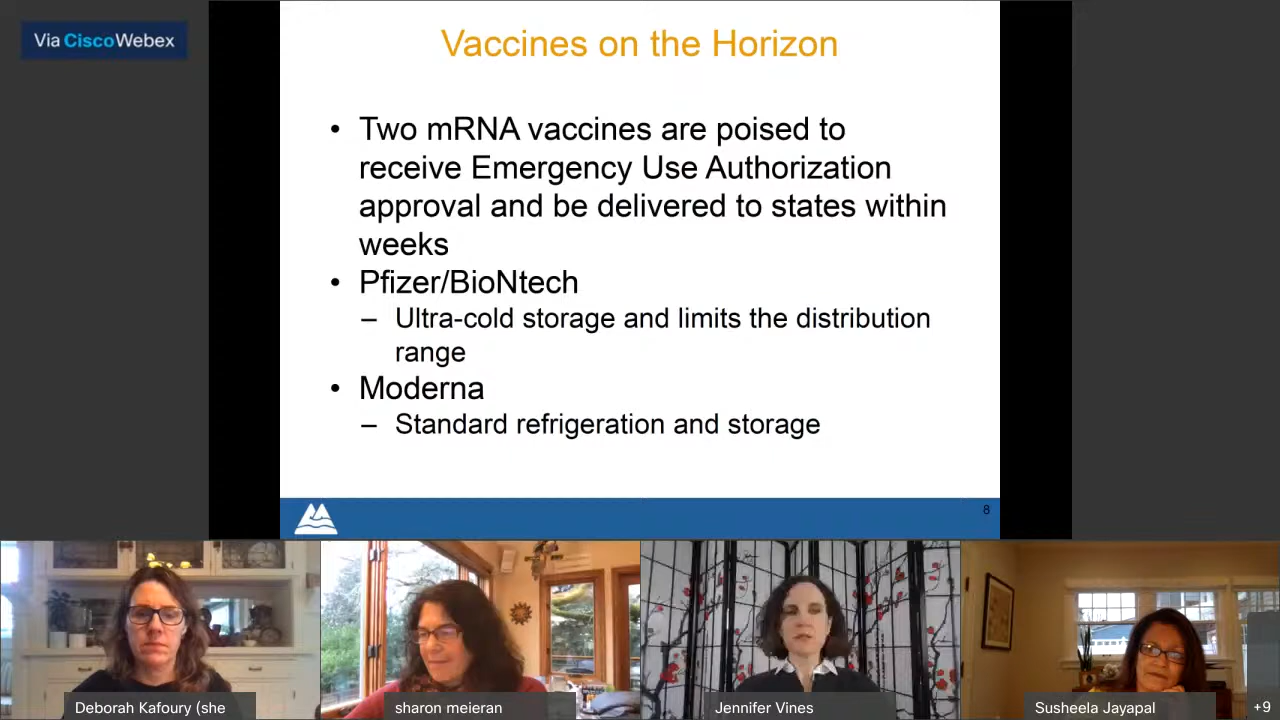 Via CiscoWebex
Vaccines on the Horizon
• Two mRNA vaccines are poised to
receive Emergency Use Authorization
approval and be delivered to states within
weeks
• Pfizer/BioNtech
– Ultra-cold storage and limits the distribution
range
• Moderna
– Standard refrigeration and storage
8
Deborah Kafoury (she
sharon meieran
Jennifer Vines
Susheela Jayapal
+9